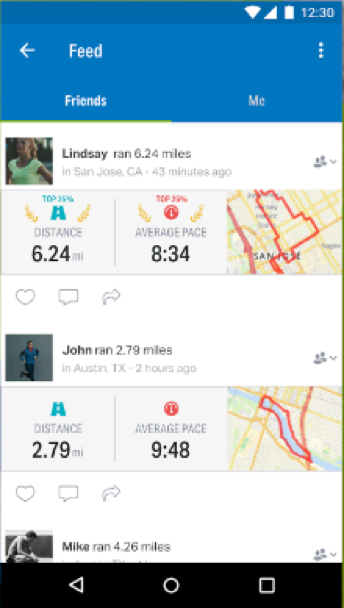 12:30
Feed
Friends
Me
Lindsay ran 6.24 miles
in San Jose, CA - 43 minutes ago
TOP 25%
TOP 25%
DISTANCE
AVERAGE PACE
6.24 mi
8:34
SAN JOSE
John ran 2.79 miles
in Austin, TX - 2 hours ago
DISTANCE
AVERAGE PACE
2.79 mi
9:48
Mike ran 4.26 miles